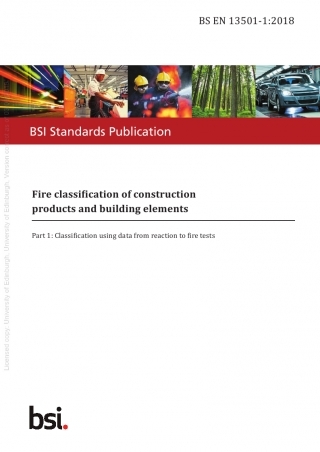 BS EN 13501-1:2018
BSI Standards Publication
Fire classification of construction
products and building elements
Part 1: Classification using data from reaction to fire tests
Licensed copy: University of Edinburgh, University of Edinburgh, Version
bsi.